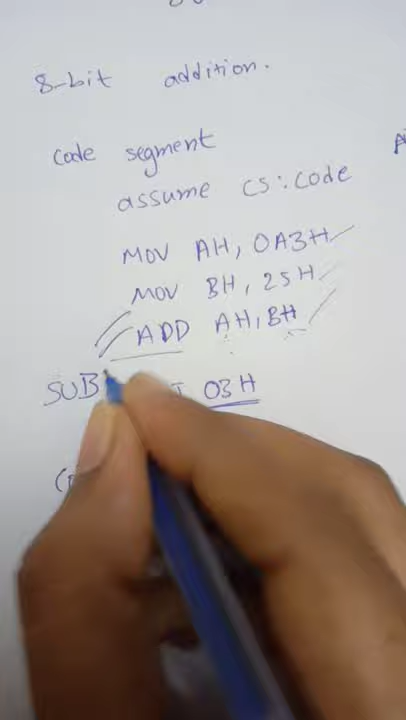 8-bit addition.
Code segment
assume CS:code
MOV AH, 0A3H
MOV BH, 25H
ADD AH, BH
SUB 03H